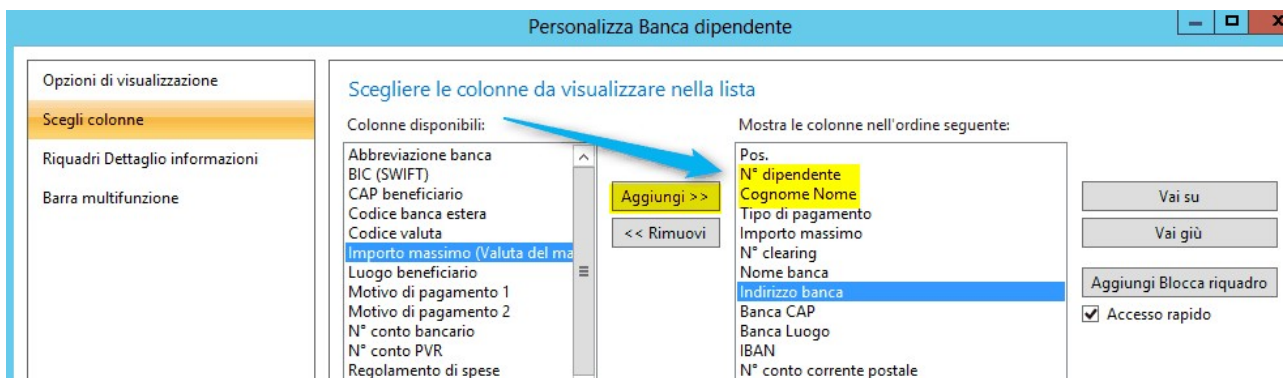 Personalizza Banca dipendente
Opzioni di visualizzazione
Scegli colonne
Riquadri Dettaglio informazioni
Barra multifunzione
Scegliere le colonne da visualizzare nella lista
Colonne disponibili:
Abbreviazione banca
BIC (SWIFT)
CAP beneficiario
Codice banca estera
Codice valuta
Importo massimo (Valuta del ma
Luogo beneficiario
Motivo di pagamento 1
Motivo di pagamento 2
N° conto bancario
N° conto PVR
Regolamento di spese
Aggiungi >>
<< Rimuovi
Mostra le colonne nell'ordine seguente:
Pos.
N° dipendente
Cognome Nome
Tipo di pagamento
Importo massimo
N° clearing
Nome banca
Indirizzo banca
Banca CAP
Banca Luogo
IBAN
N° conto corrente postale
Vai su
Vai giù
Aggiungi Blocca riquadro
Accesso rapido